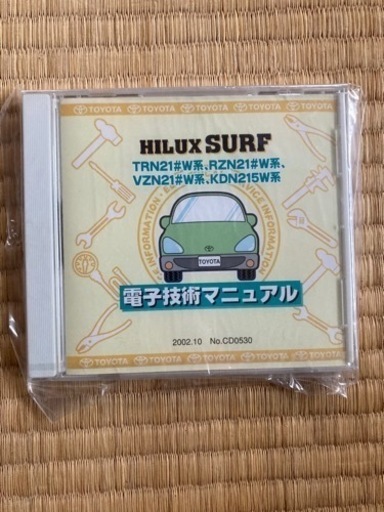 TOYOTA TOYOTA TOYOTA TOYOTA
HILUX SURF
TRN21#W系、RZN21#W系、
VZN21#W系、KDN215W系
TOYOTA
電子技術マニュアル
TOYOTA TOYOTA TOYOTA TOYOTA
2002.10 No.CD0530